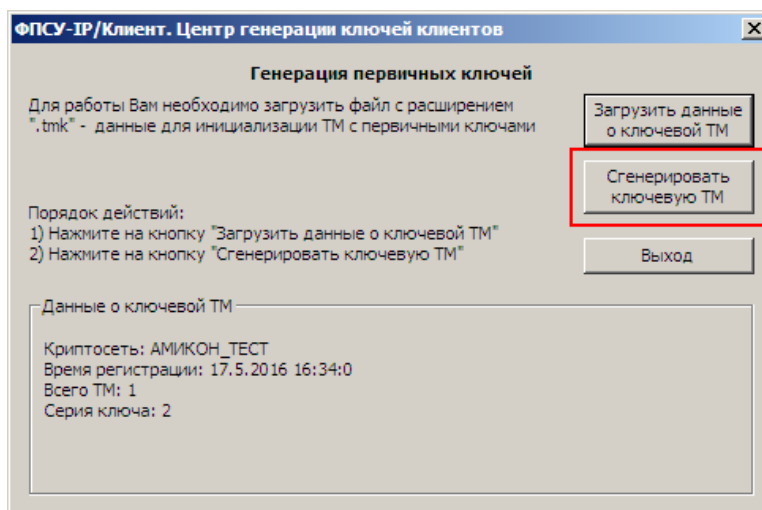 ФПСУ-IP/Клиент. Центр генерации ключей клиентов
Генерация первичных ключей
Для работы Вам необходимо загрузить файл с расширением
".tmk" - данные для инициализации ТМ с первичными ключами
Загрузить данные
о ключевой ТМ
Сгенерировать
ключевую ТМ
Порядок действий:
1) Нажмите на кнопку "Загрузить данные о ключевой ТМ"
2) Нажмите на кнопку "Сгенерировать ключевую ТМ"
Выход
Данные о ключевой ТМ
Криптосеть: АМИКОН_ТЕСТ
Время регистрации: 17.5.2016 16:34:0
Всего ТМ: 1
Серия ключа: 2